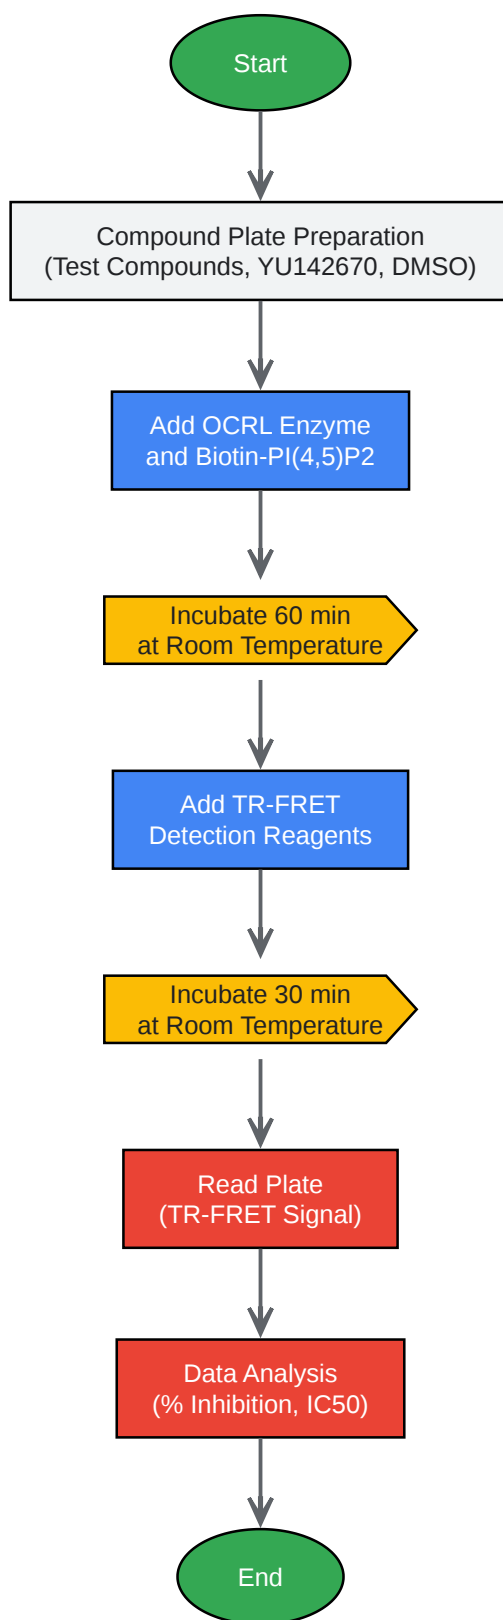 Start
Compound Plate Preparation
(Test Compounds, YU142670, DMSO)
Add OCRL Enzyme
and Biotin-PI(4,5)P2
Incubate 60 min
at Room Temperature
Add TR-FRET
Detection Reagents
Incubate 30 min
at Room Temperature
Read Plate
(TR-FRET Signal)
Data Analysis
(% Inhibition, IC50)
End